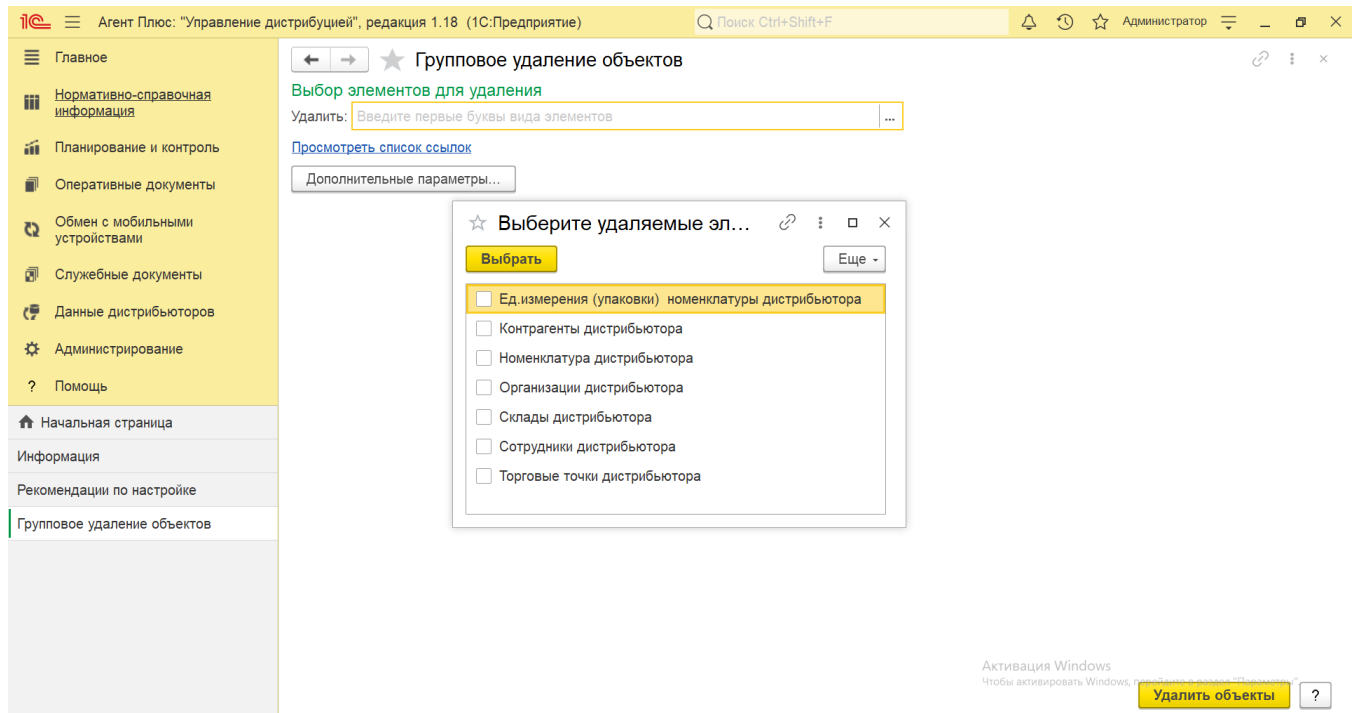 Агент Плюс: "Управление дистрибуцией", редакция 1.18 (1С:Предприятие)
Поиск Ctrl+Shift+F
Администратор
Главное
Нормативно-справочная
информация
Планирование и контроль
Оперативные документы
Обмен с мобильными
устройствами
Служебные документы
Данные дистрибьюторов
Администрирование
? Помощь
Начальная страница
Информация
Рекомендации по настройке
Групповое удаление объектов
Групповое удаление объектов
Выбор элементов для удаления
Удалить: Введите первые буквы вида элементов ...
Просмотреть список ссылок
Дополнительные параметры...
Выберите удаляемые эл...
Выбрать
Еще
Ед.измерения (упаковки) номенклатуры дистрибьютора
Контрагенты дистрибьютора
Номенклатура дистрибьютора
Организации дистрибьютора
Склады дистрибьютора
Сотрудники дистрибьютора
Торговые точки дистрибьютора
Активация Windows
Чтобы активировать Windows, перейдите в раздел "Параметры".
Удалить объекты
?